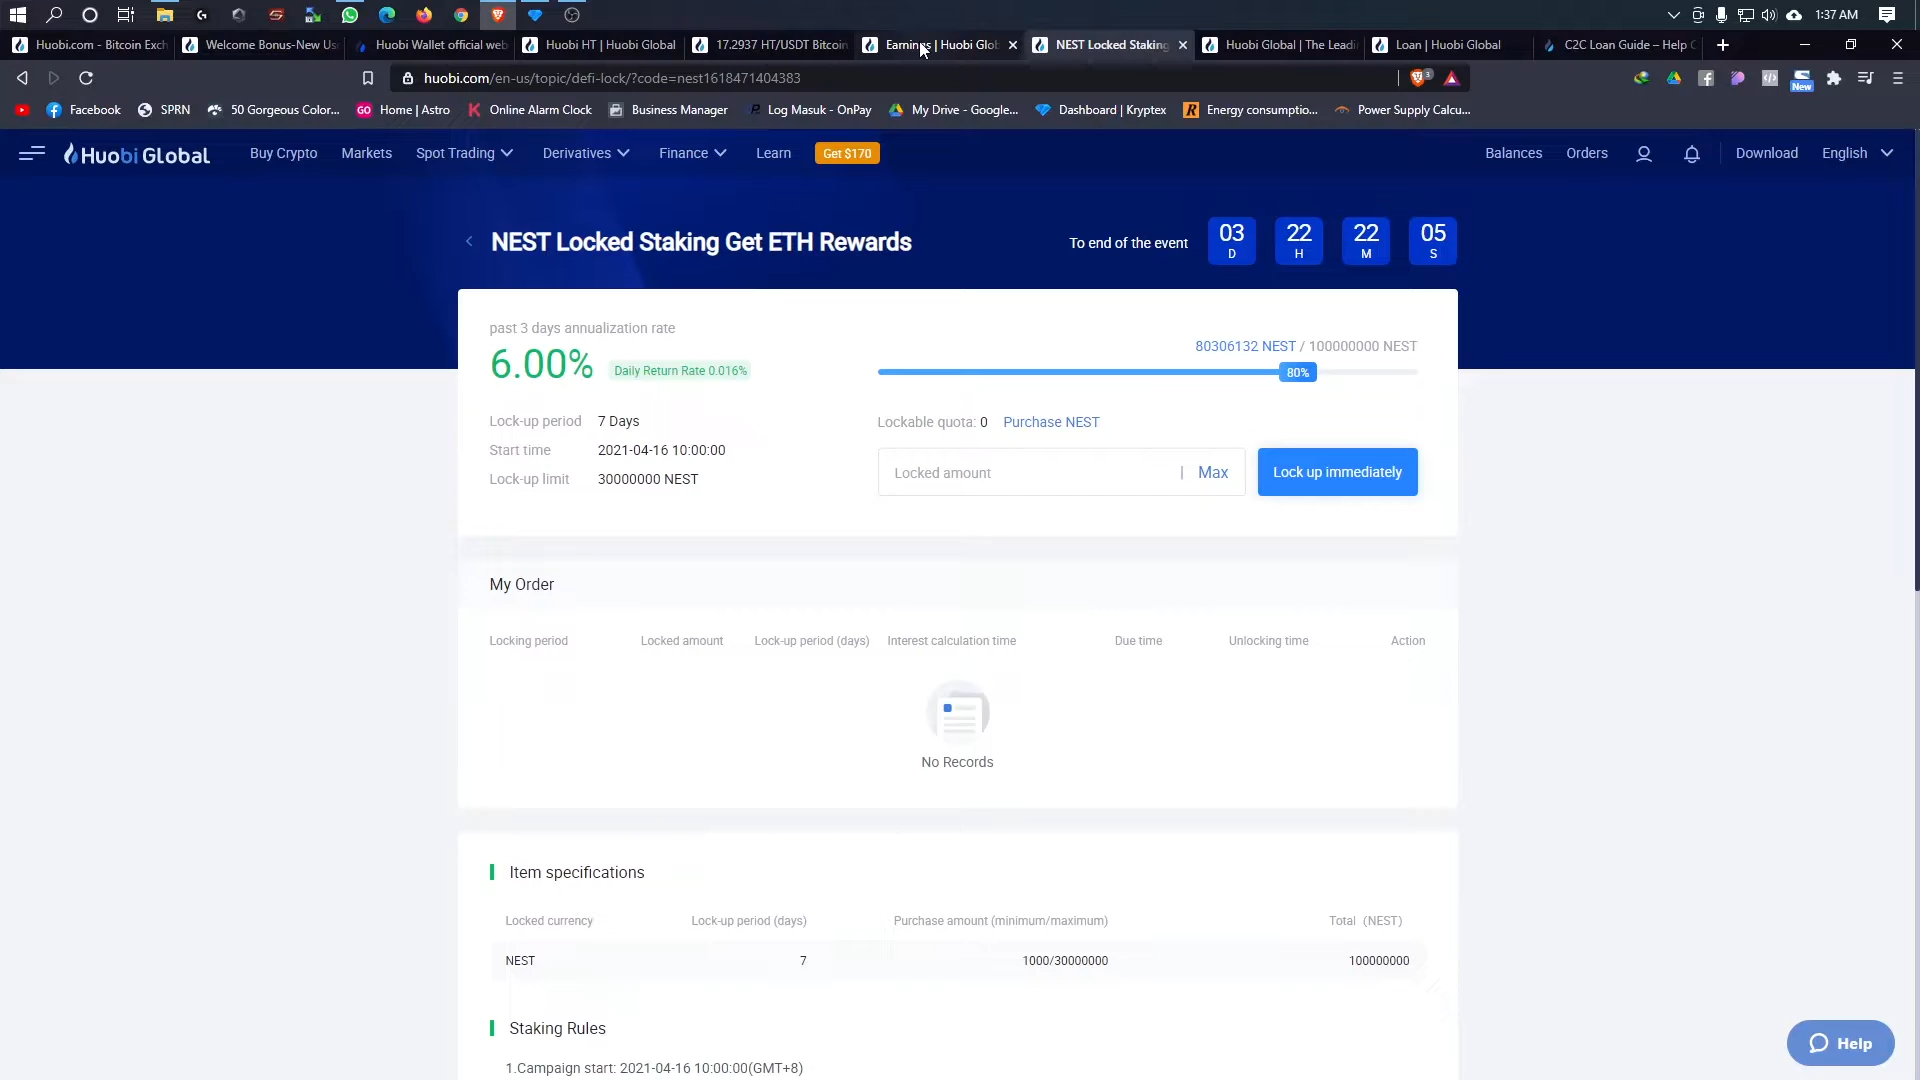 1:37 AM
Huobi.com - Bitcoin Exch
Welcome Bonus-New Us
Huobi Wallet official web
Huobi HT | Huobi Global
17.2937 HT/USDT Bitcoin
Earnings | Huobi Glob
NEST Locked Staking
Huobi Global | The Leadi
Loan | Huobi Global
C2C Loan Guide – Help C
huobi.com/en-us/topic/defi-lock/?code=nest1618471404383
3
New
Facebook
SPRN
50 Gorgeous Color...
GO Home | Astro
Online Alarm Clock
Business Manager
Log Masuk - OnPay
My Drive - Google...
Dashboard | Kryptex
Energy consumptio...
Power Supply Calcu...
Huobi Global
Buy Crypto
Markets
Spot Trading
Derivatives
Finance
Learn
Get $170
Balances
Orders
Download
English
NEST Locked Staking Get ETH Rewards
To end of the event
03 D
22 H
22 M
05 S
past 3 days annualization rate
6.00% Daily Return Rate 0.016%
80306132 NEST / 100000000 NEST
80%
Lock-up period 7 Days
Start time 2021-04-16 10:00:00
Lock-up limit 30000000 NEST
Lockable quota: 0 Purchase NEST
Locked amount | Max
Lock up immediately
My Order
Locking period Locked amount Lock-up period (days) Interest calculation time Due time Unlocking time Action
No Records
Item specifications
Locked currency Lock-up period (days) Purchase amount (minimum/maximum) Total (NEST)
NEST 7 1000/30000000 100000000
Staking Rules
1.Campaign start: 2021-04-16 10:00:00(GMT+8)
Help